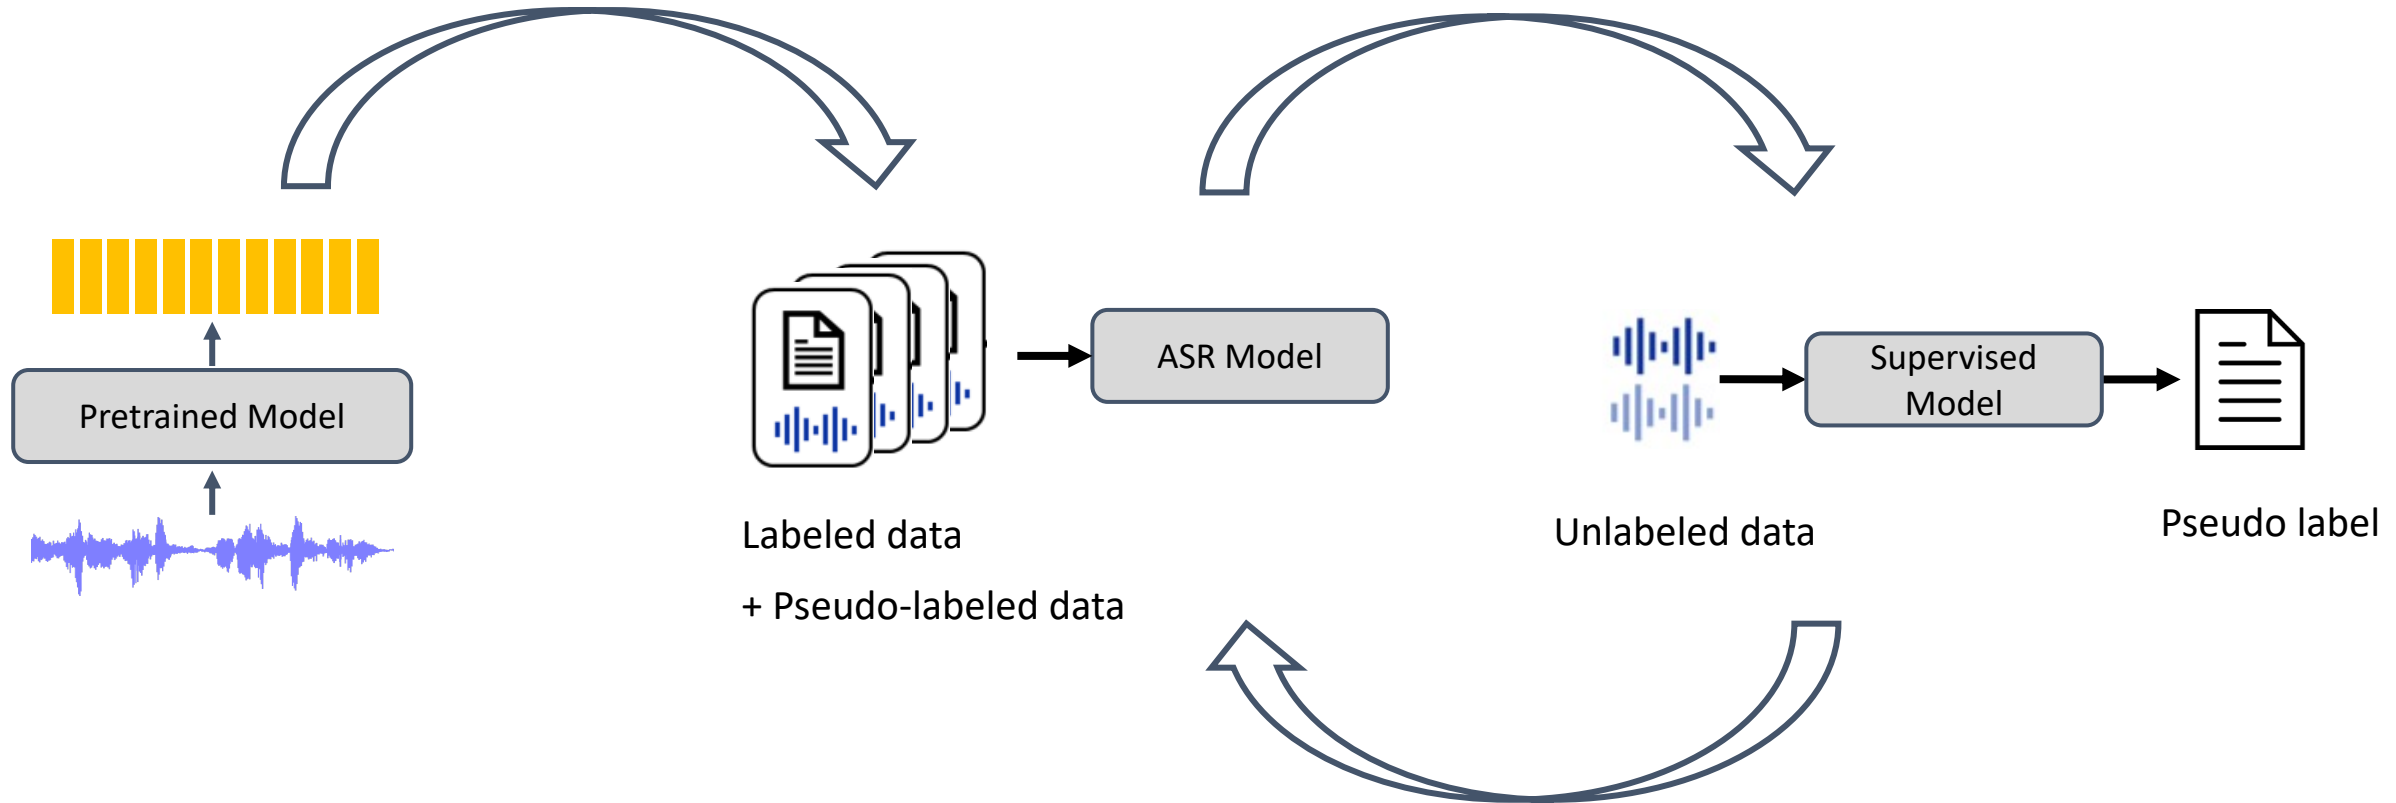 Pretrained Model
Labeled data
+ Pseudo-labeled data
ASR Model
Unlabeled data
Supervised
Model
Pseudo label